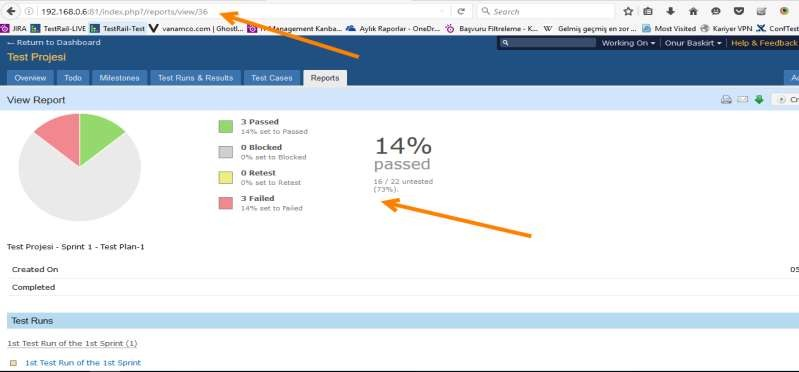 192.168.0.6:81/index.php?/reports/view/36
Search
JIRA
TestRail-LIVE
TestRail-Test
vanamco.com | Ghostl...
Management Kanba...
Aylık Raporlar - OneDr...
Başvuru Filtreleme - K...
Gelmiş geçmiş en zor ...
Most Visited
Kariyer VPN
ConfTest
← Return to Dashboard
Working On
Onur Baskirt
Help & Feedback
Test Projesi
Overview
Todo
Milestones
Test Runs & Results
Test Cases
Reports
View Report
3 Passed
14% set to Passed
0 Blocked
0% set to Blocked
0 Retest
0% set to Retest
3 Failed
14% set to Failed
14%
passed
16 / 22 untested
(73%).
Test Projesi - Sprint 1 - Test Plan-1
Created On
Completed
Test Runs
1st Test Run of the 1st Sprint (1)
1st Test Run of the 1st Sprint